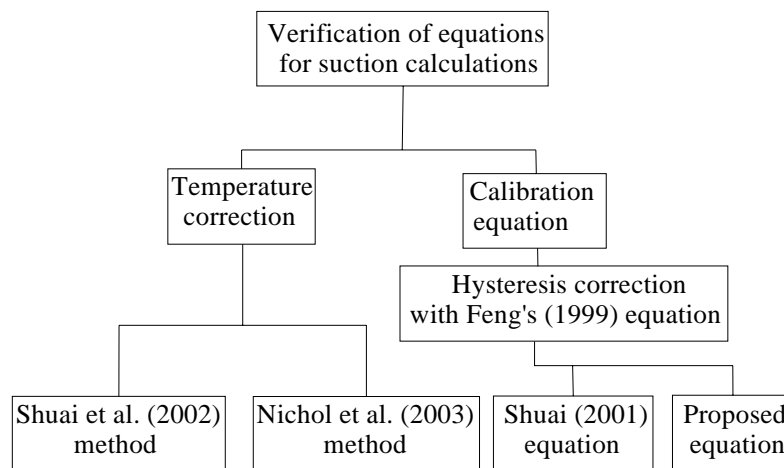 Verification of equations
for suction calculations
Temperature
correction
Calibration
equation
Hysteresis correction
with Feng's (1999) equation
Shuai et al. (2002)
method
Nichol et al. (2003)
method
Shuai (2001)
equation
Proposed
equation